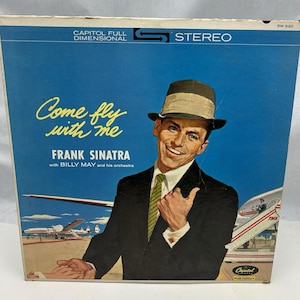 CAPITOL FULL
DIMENSIONAL
STEREO
Come fly
with me
FRANK SINATRA
with BILLY MAY and his orchestra
Capitol